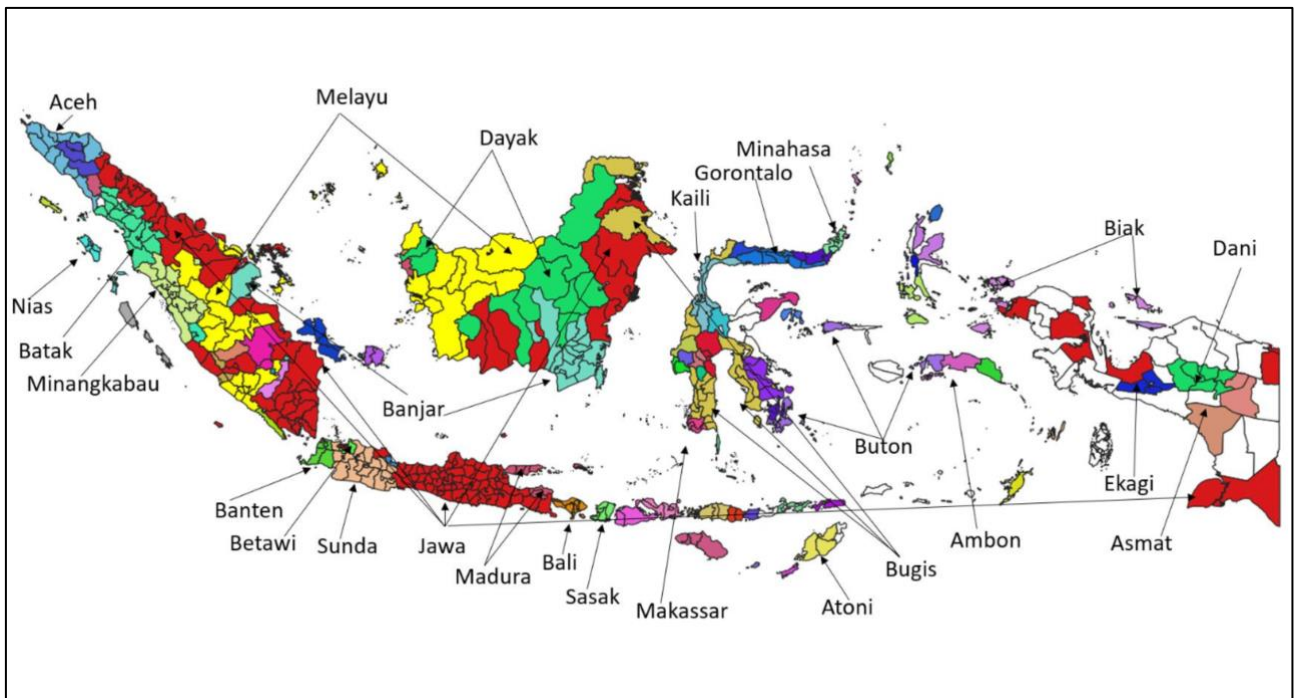 Aceh
Melayu
Dayak
Minahasa
Gorontalo
Kaili
Biak
Dani
Nias
Batak
Minangkabau
Banjar
Buton
Ekagi
Banten
Betawi
Sunda
Jawa
Madura
Bali
Sasak
Makassar
Atoni
Bugis
Ambon
Asmat